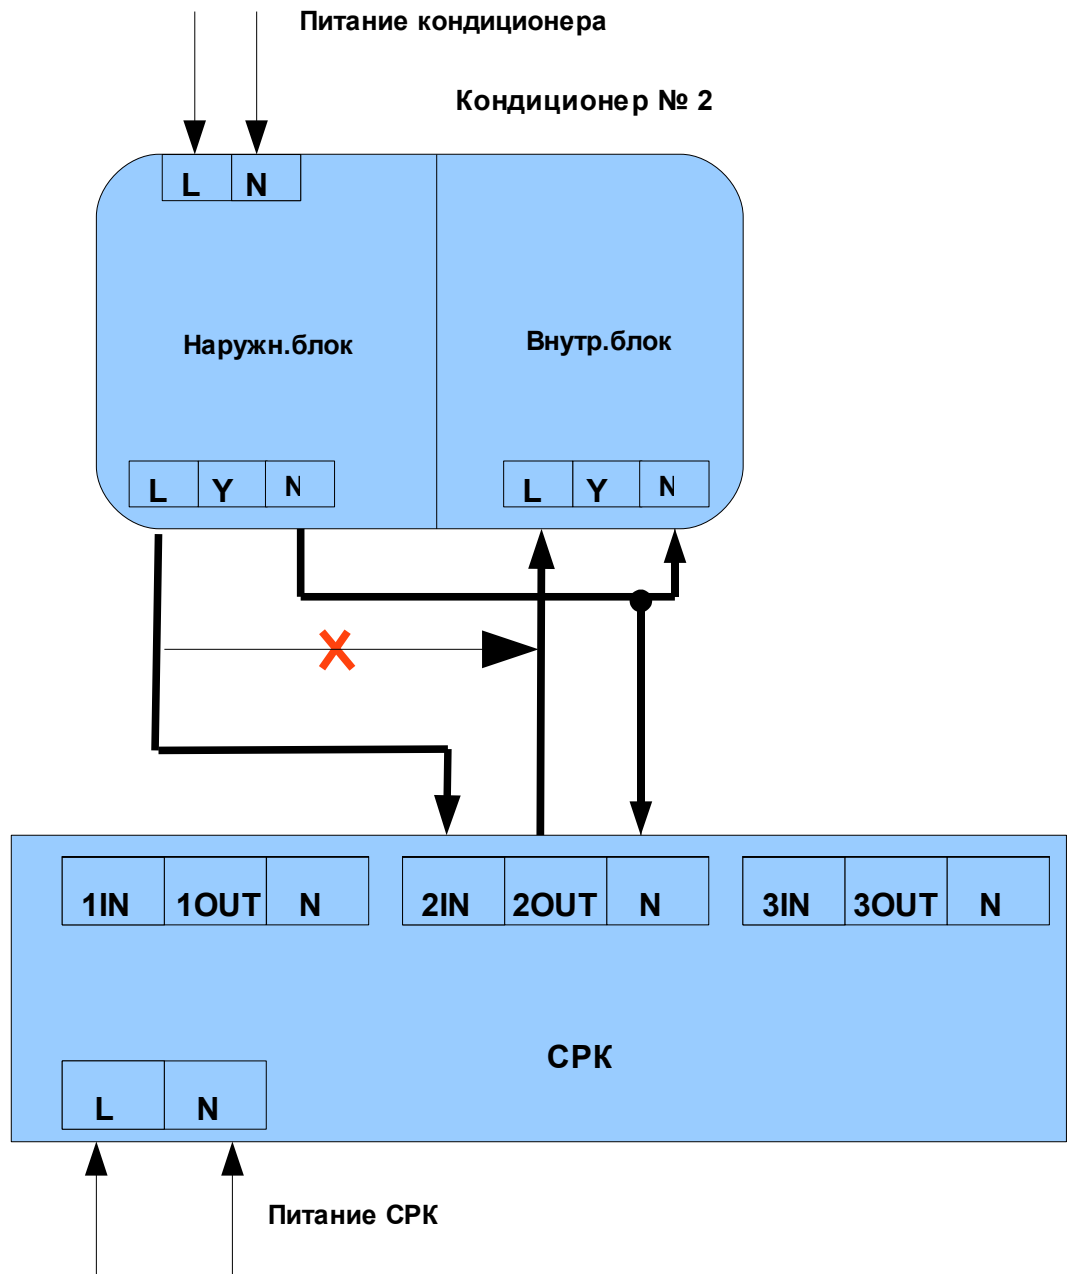 Питание кондиционера
Кондиционер № 2
L N
Наружн.блок
Внутр.блок
L Y N
L Y N
1IN 1OUT N
2IN 2OUT N
3IN 3OUT N
СРК
L N
Питание СРК